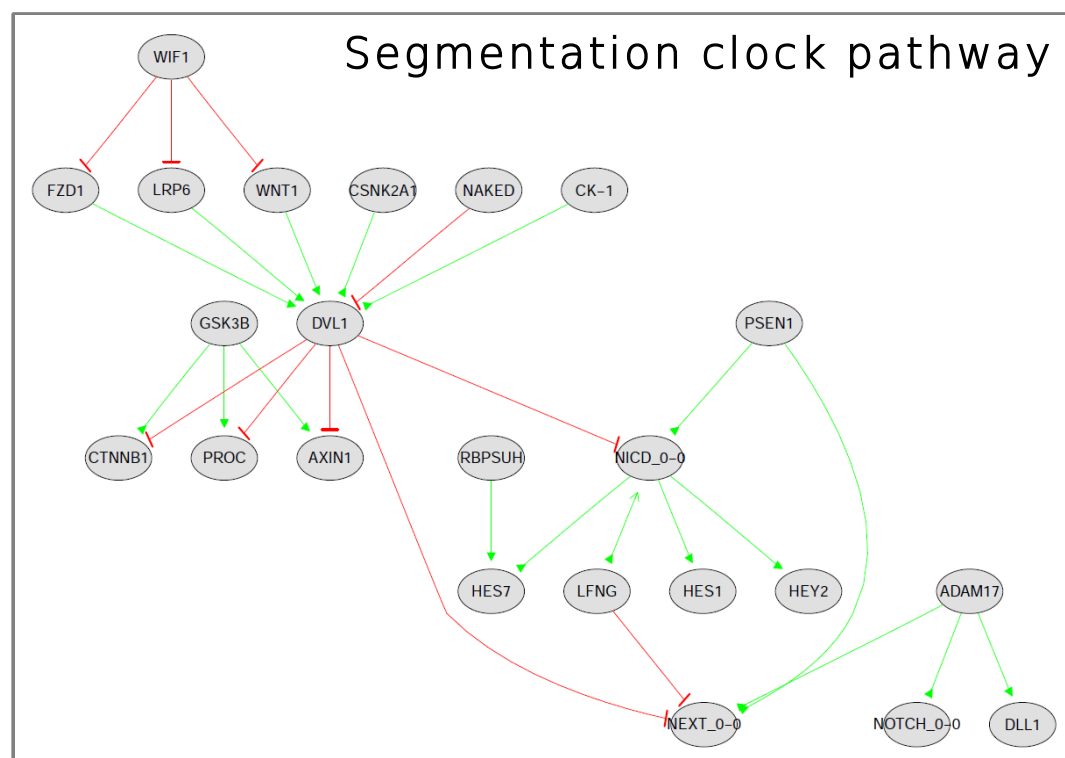 Segmentation clock pathway
WIF1
FZD1
LRP6
WNT1
CSNK2A1
NAKED
CK-1
GSK3B
DVL1
PSEN1
CTNNB1
PROC
AXIN1
RBPSUH
NICD_0-0
HES7
LFNG
HES1
HEY2
ADAM17
NEXT_0-0
NOTCH_0-0
DLL1